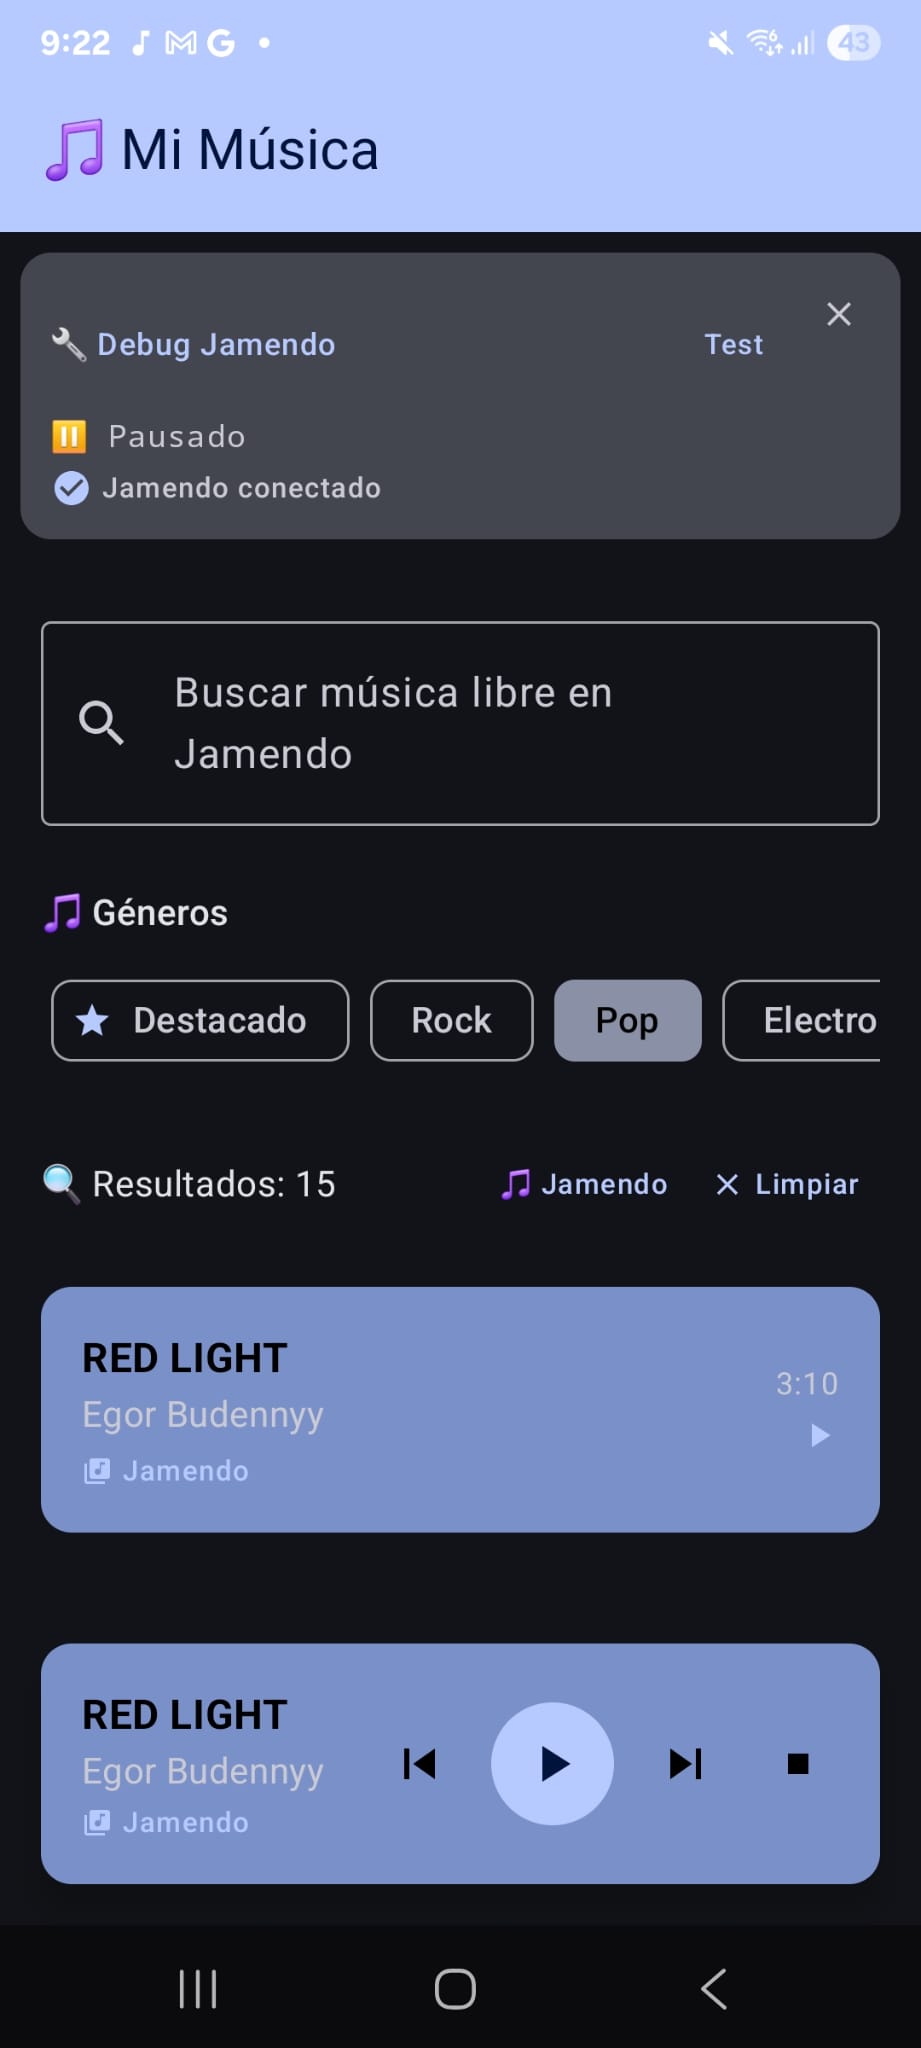 9:22
43
Mi Música
Debug Jamendo
Test
Pausado
Jamendo conectado
Buscar música libre en
Jamendo
Géneros
Destacado
Rock
Pop
Electro
Resultados: 15
Jamendo
Limpiar
RED LIGHT
3:10
Egor Budennyy
Jamendo
RED LIGHT
Egor Budennyy
Jamendo